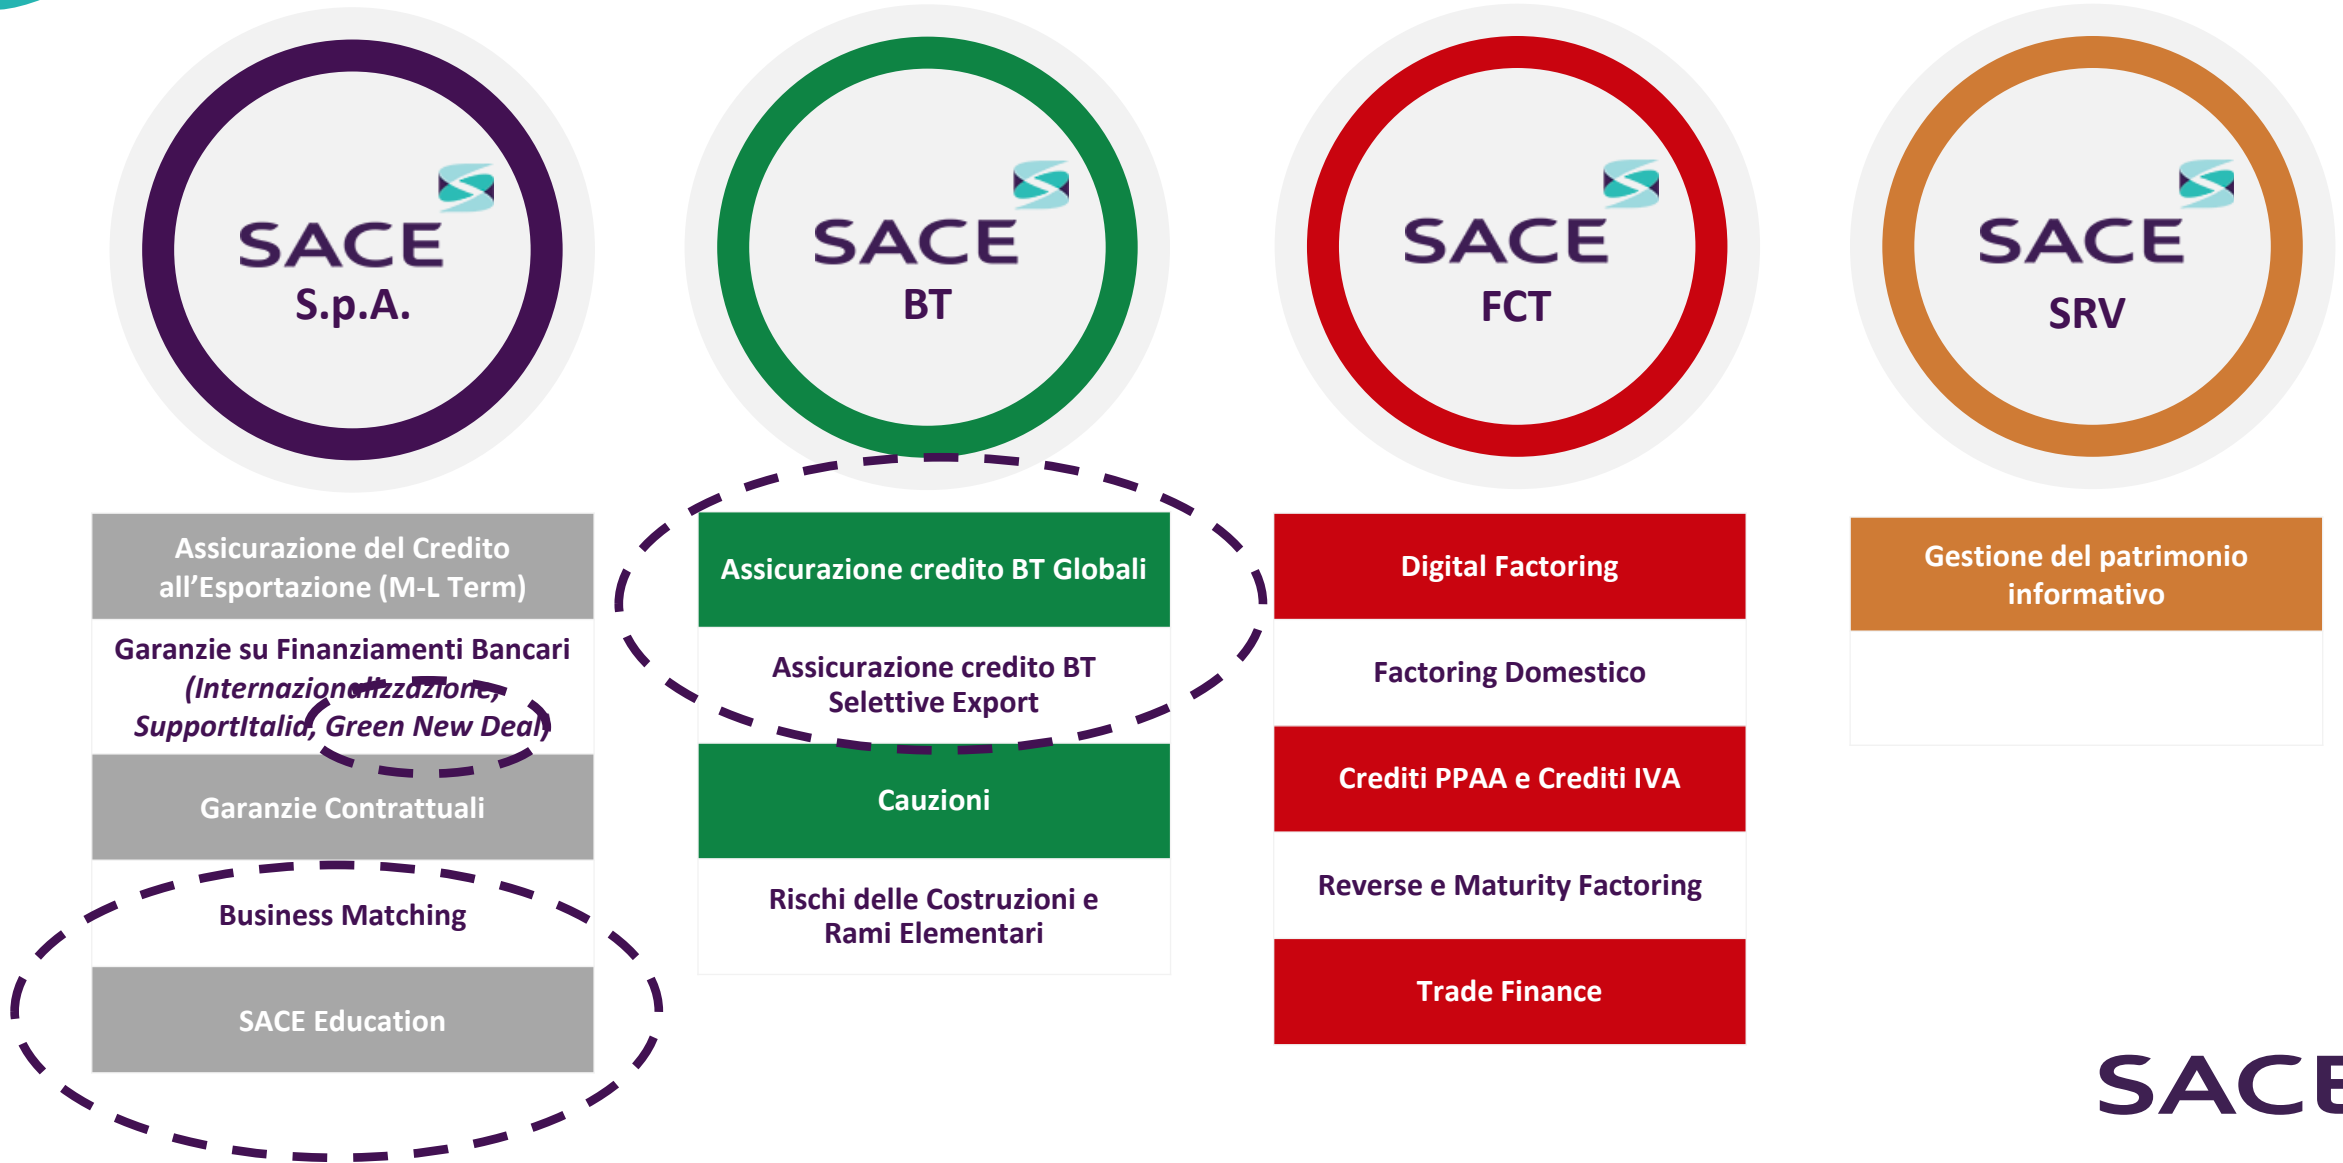 SACE
S.p.A.
Assicurazione del Credito
all’Esportazione (M-L Term)
Garanzie su Finanziamenti Bancari
(Internazionalizzazione,
SupportItalia, Green New Deal)
Garanzie Contrattuali
Business Matching
SACE Education
SACE
BT
Assicurazione credito BT Globali
Assicurazione credito BT
Selettive Export
Cauzioni
Rischi delle Costruzioni e
Rami Elementari
SACE
FCT
Digital Factoring
Factoring Domestico
Crediti PPAA e Crediti IVA
Reverse e Maturity Factoring
Trade Finance
SACE
SRV
Gestione del patrimonio
informativo
SACE